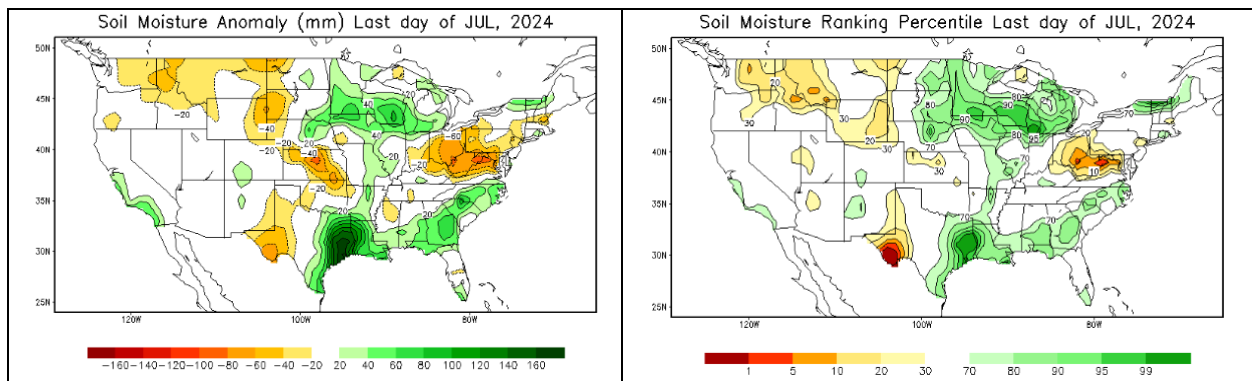 Soil Moisture Anomaly (mm) Last day of JUL, 2024
50N
45N
40N
35N
30N
25N
120W 100W 80W
-20
-40
-20
40
40
-60
-20
-40
-20
-20
20
-20
20
-160 -140 -120 -100 -80 -60 -40 -20 20 40 60 80 100 120 140 160
Soil Moisture Ranking Percentile Last day of JUL, 2024
50N
45N
40N
35N
30N
25N
120W 100W 80W
20
30
30
20
30
30
80
90
80
90
80
95
70
70
70
20
10
70
70
1 5 10 20 30 70 80 90 95 99